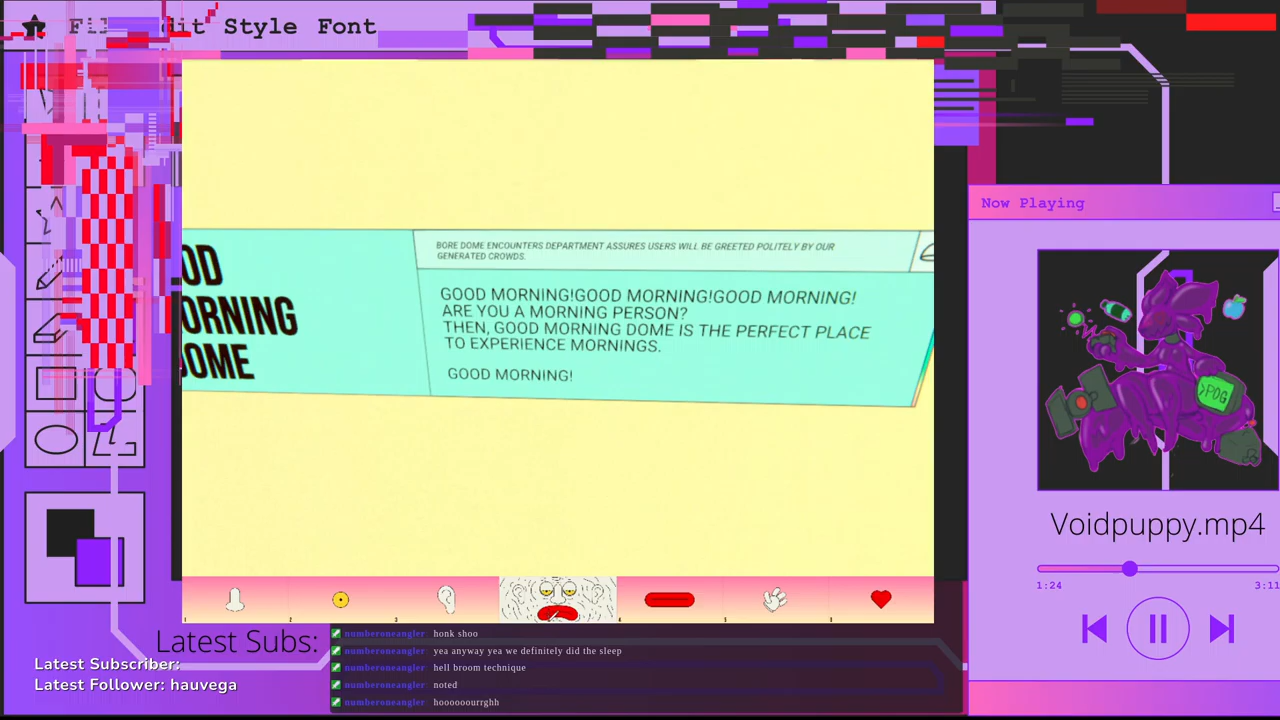 Style Font
OD
ORNING
OME
BORE DOME ENCOUNTERS DEPARTMENT ASSURES USERS WILL BE GREETED POLITELY BY OUR
GENERATED CROWDS.
GOOD MORNING!GOOD MORNING!GOOD MORNING!
ARE YOU A MORNING PERSON?
THEN, GOOD MORNING DOME IS THE PERFECT PLACE
TO EXPERIENCE MORNINGS.
GOOD MORNING!
Now Playing
>POG
Voidpuppy.mp4
1:24
3:11
Latest Subs:
Latest Subscriber:
Latest Follower: hauvega
numberoneangler honk shoo
numberoneangler yea anyway yea we definitely did the sleep
numberoneangler hell broom technique
numberoneangler noted
numberoneangler hoooooourrghh